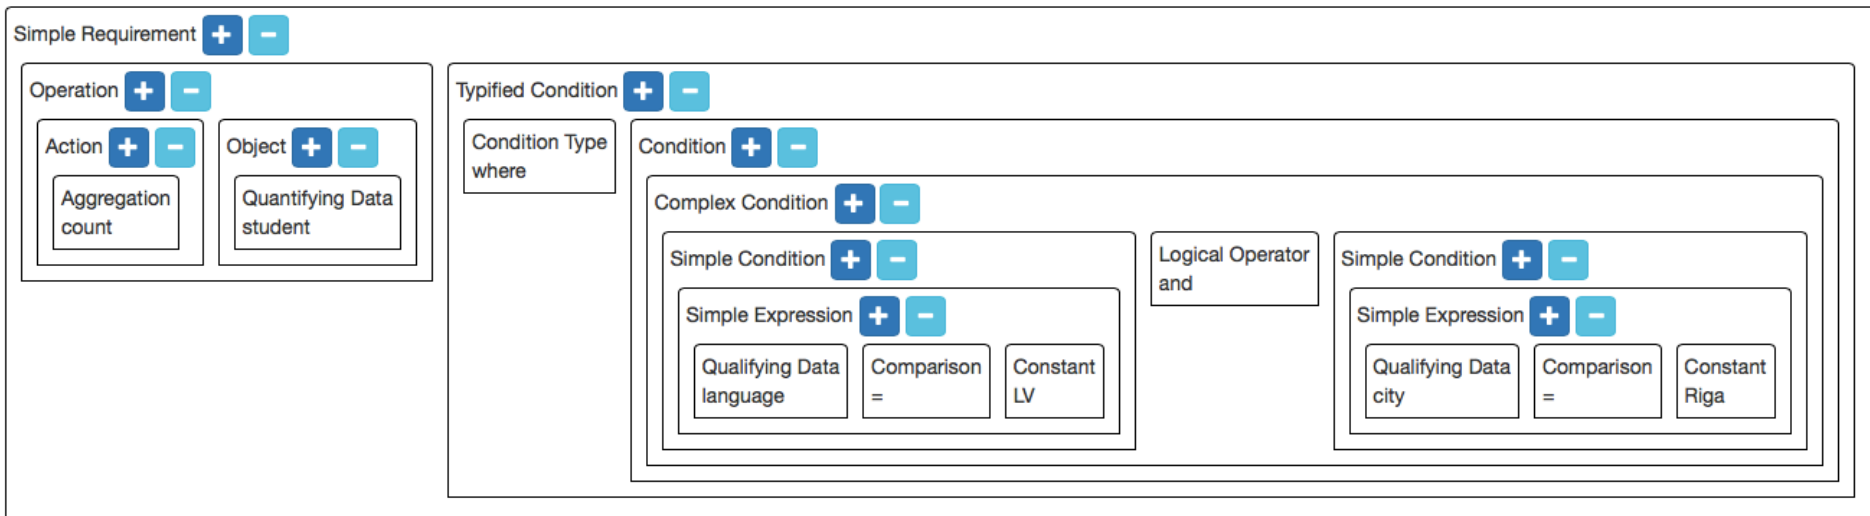 Simple Requirement + -
Operation + -
Action + -
Aggregation
count
Object + -
Quantifying Data
student
Typified Condition + -
Condition Type
where
Condition + -
Complex Condition + -
Simple Condition + -
Simple Expression + -
Qualifying Data
language
Comparison
=
Constant
LV
Logical Operator
and
Simple Condition + -
Simple Expression + -
Qualifying Data
city
Comparison
=
Constant
Riga